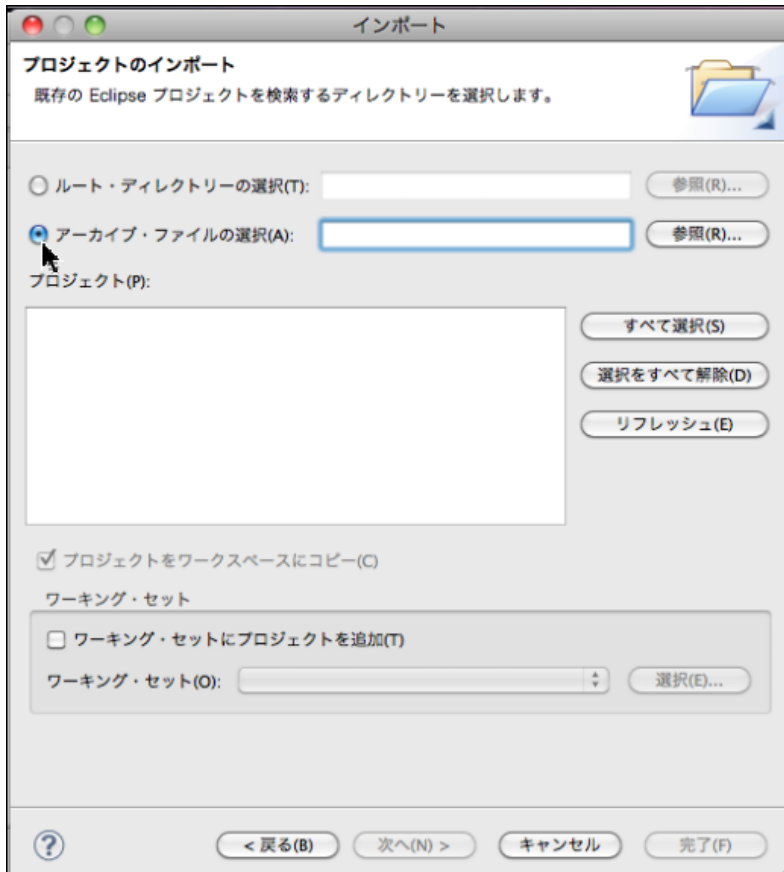 インポート
プロジェクトのインポート
既存の Eclipse プロジェクトを検索するディレクトリーを選択します。
ルート・ディレクトリーの選択(T):
参照(R)...
アーカイブ・ファイルの選択(A):
参照(R)...
プロジェクト(P):
すべて選択(S)
選択をすべて解除(D)
リフレッシュ(E)
プロジェクトをワークスペースにコピー(C)
ワーキング・セット
ワーキング・セットにプロジェクトを追加(T)
ワーキング・セット(O):
選択(E)...
?
< 戻る(B)
次へ(N) >
キャンセル
完了(F)